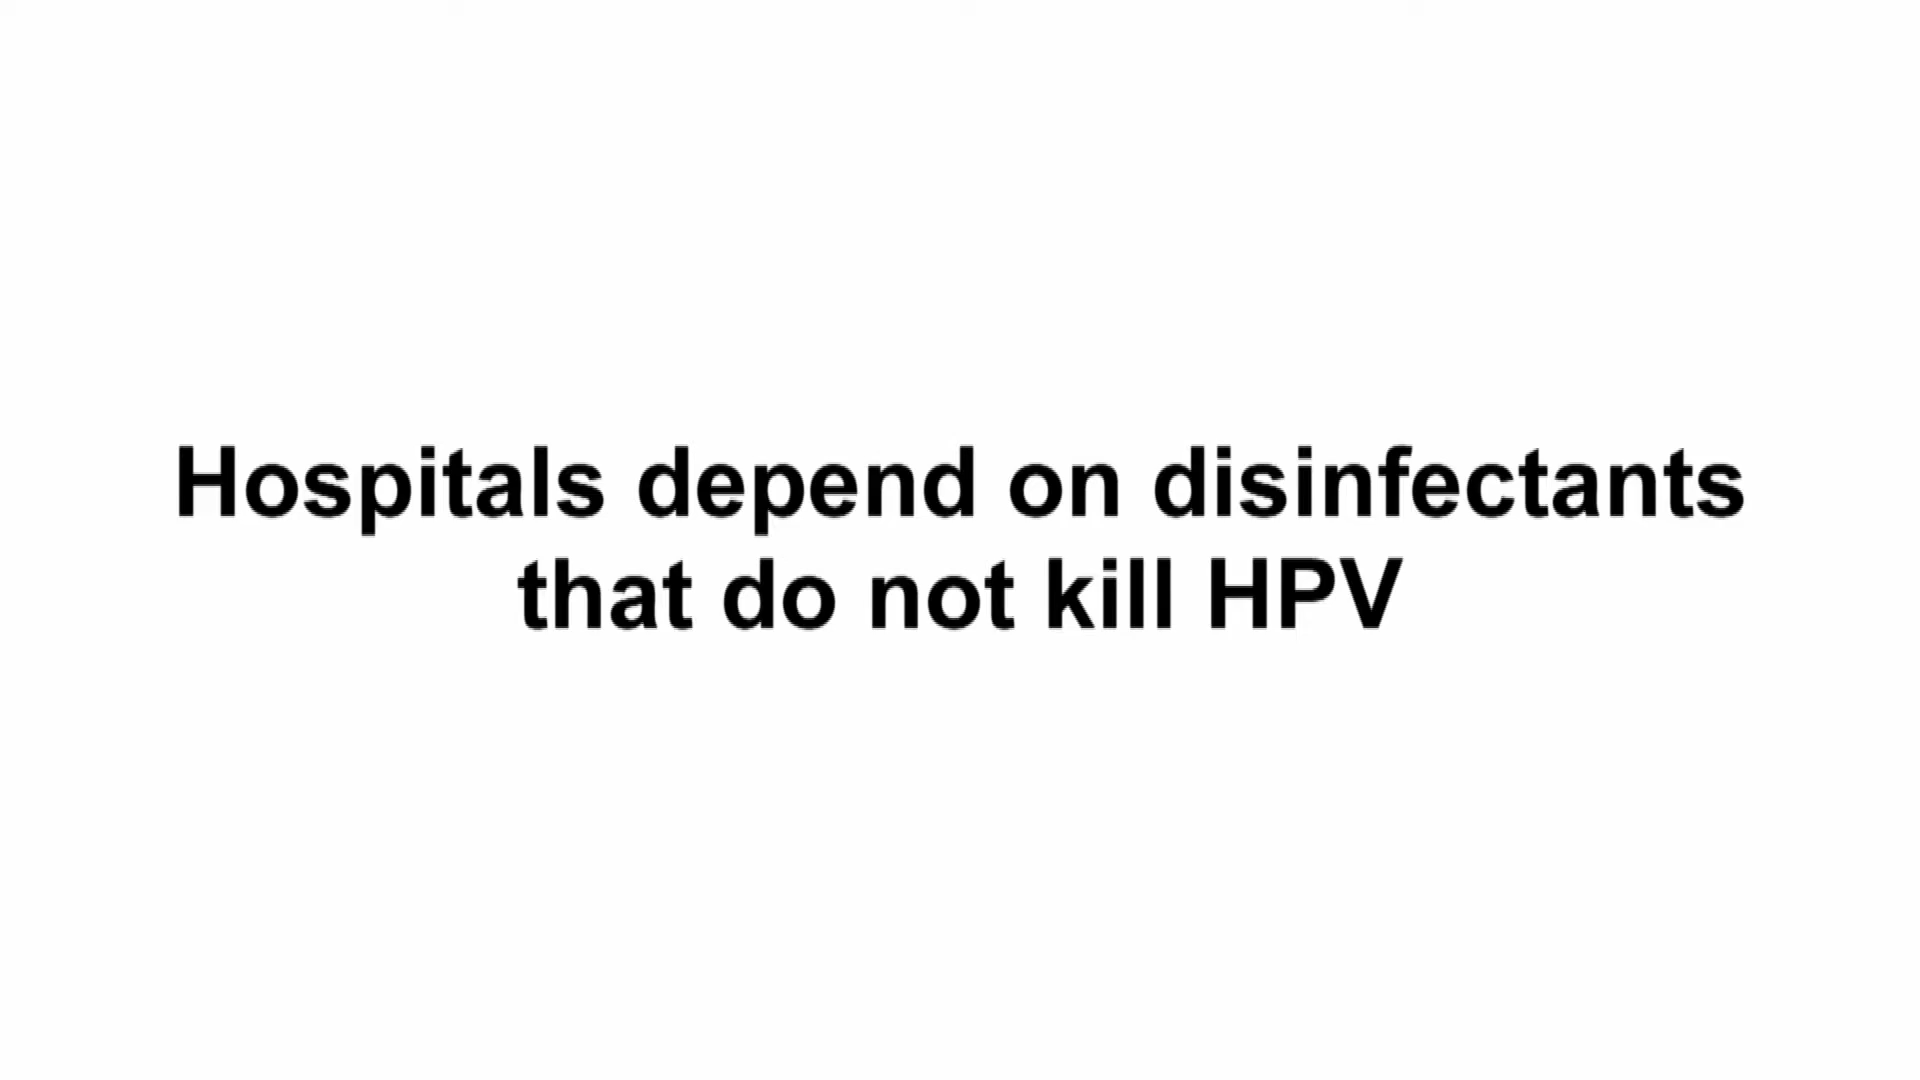 Hospitals depend on disinfectants
that do not kill HPV